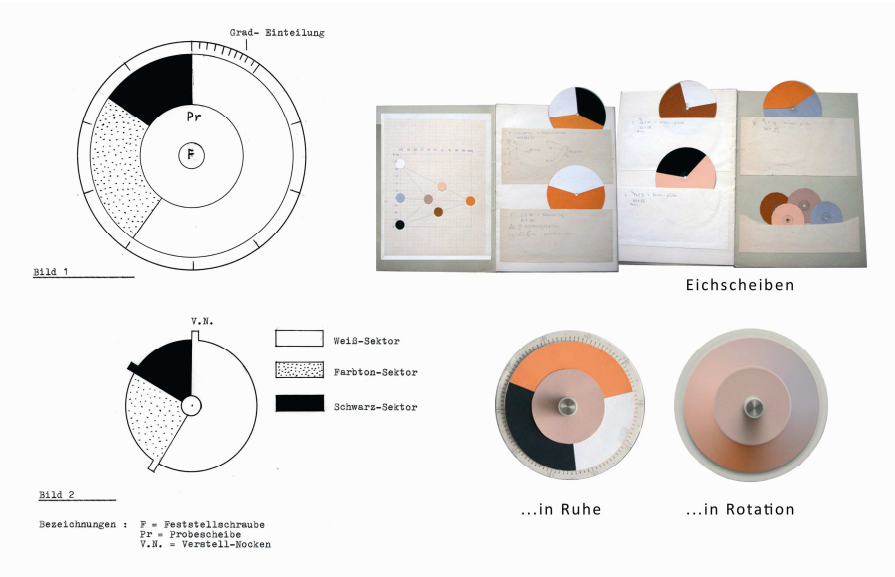 Grad- Einteilung
Pr
F
Bild 1
Eichscheiben
V.N.
Weiß-Sektor
Farbton-Sektor
Schwarz-Sektor
Bild 2
...in Ruhe
...in Rotation
Bezeichnungen : F = Feststellschraube
Pr = Probescheibe
V.N. = Verstell-Nocken